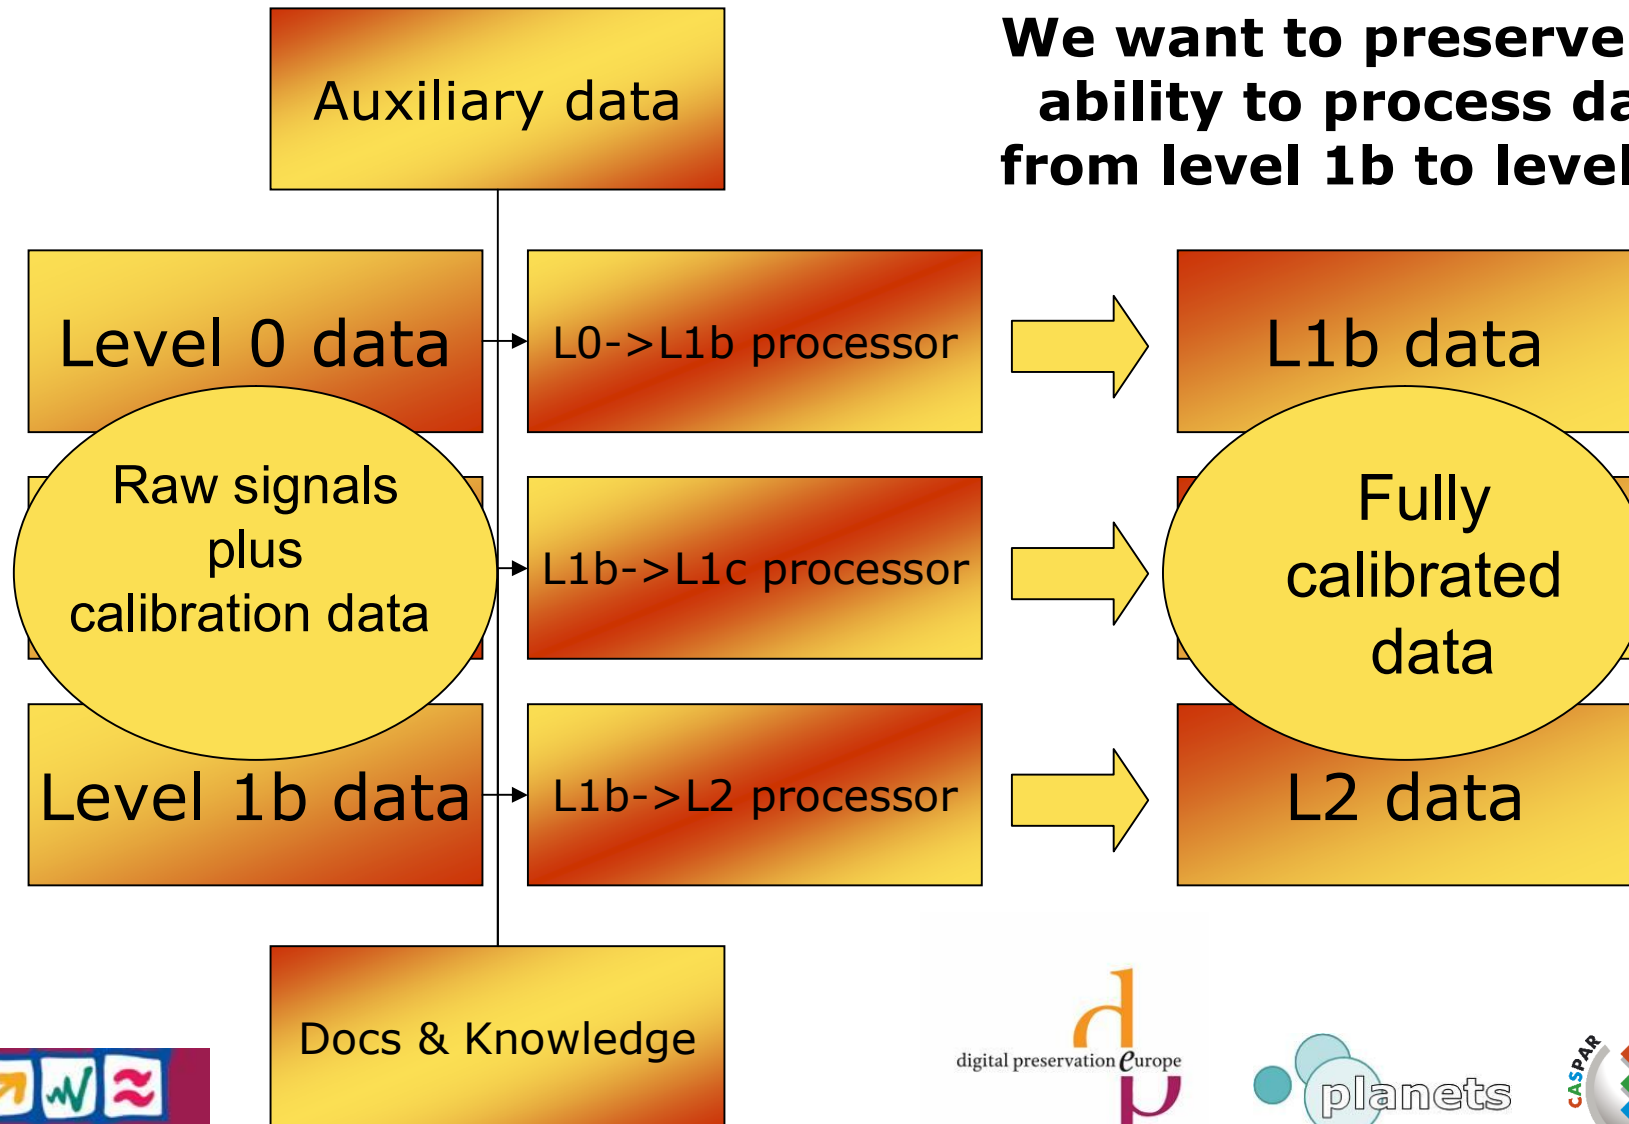 Auxiliary data
We want to preserve
ability to process da
from level 1b to level
Level 0 data
L0->L1b processor
L1b data
Raw signals
plus
calibration data
L1b->L1c processor
Fully
calibrated
data
Level 1b data
L1b->L2 processor
L2 data
Docs & Knowledge
digital preservation europe
planets
CASPAR